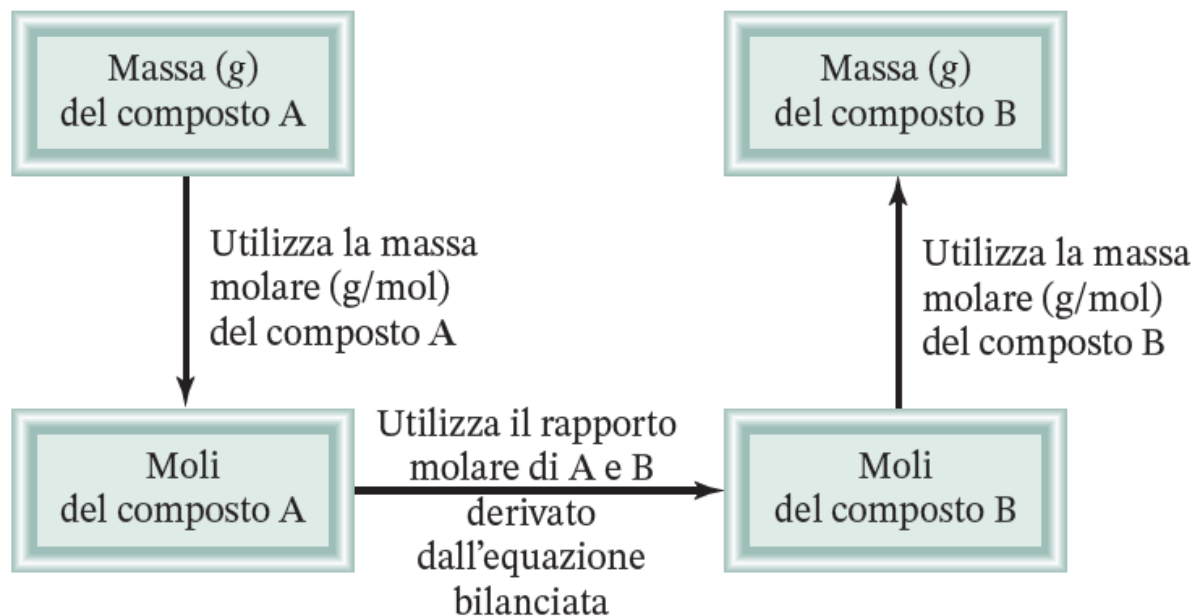 Massa (g)
del composto A
Massa (g)
del composto B
Utilizza la massa
molare (g/mol)
del composto A
Utilizza la massa
molare (g/mol)
del composto B
Moli
del composto A
Utilizza il rapporto
molare di A e B
derivato
dall'equazione
bilanciata
Moli
del composto B